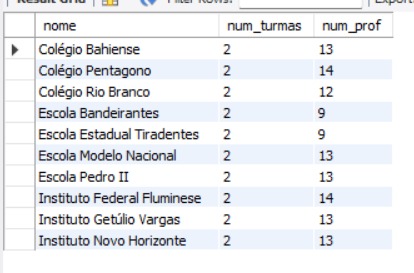 Result Grid Filter Rows: Export:
nome num_turmas num_prof
Colégio Bahiense 2 13
Colégio Pentagono 2 14
Colégio Rio Branco 2 12
Escola Bandeirantes 2 9
Escola Estadual Tiradentes 2 9
Escola Modelo Nacional 2 13
Escola Pedro II 2 13
Instituto Federal Fluminese 2 14
Instituto Getúlio Vargas 2 13
Instituto Novo Horizonte 2 13